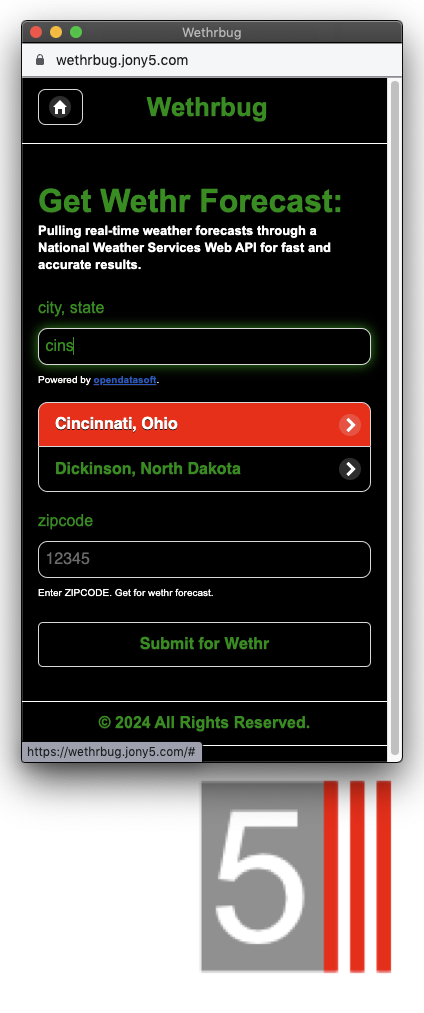 Wethrbug
wethrbug.jony5.com
Wethrbug
Get Wethr Forecast:
Pulling real-time weather forecasts through a
National Weather Services Web API for fast and
accurate results.
city, state
cins
Powered by opendatasoft.
Cincinnati, Ohio
Dickinson, North Dakota
zipcode
12345
Enter ZIPCODE. Get for wethr forecast.
Submit for Wethr
© 2024 All Rights Reserved.
https://wethrbug.jony5.com/#
5